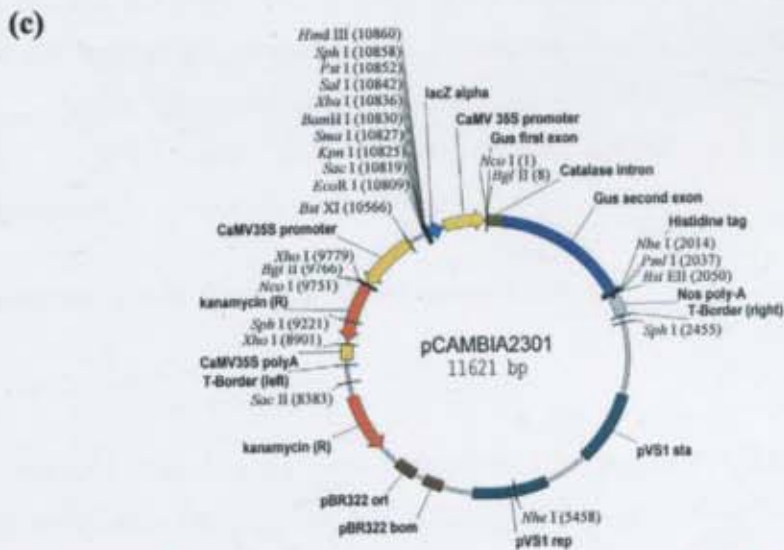 (c)
Hind III (10860)
Sph I (10858)
Pst I (10852)
Sal I (10842)
Xba I (10836)
BamH I (10830)
Sma I (10827)
Kpn I (10825)
Sac I (10819)
EcoR I (10809)
Bst XI (10566)
lacZ alpha
CaMV 35S promoter
Gus first exon
Nco I (1)
Bgl II (8)
Catalase intron
Gus second exon
Histidine tag
Nhe I (2014)
Pml I (2037)
Bst EII (2050)
Nos poly-A
T-Border (right)
Sph I (2455)
CaMV35S promoter
Xho I (9779)
Bgl II (9766)
Nco I (9751)
kanamycin (R)
Sph I (9221)
Xho I (8901)
CaMV35S polyA
T-Border (left)
Sac II (8383)
kanamycin (R)
pCAMBIA2301
11621 bp
pVS1 sta
pBR322 ori
pBR322 bom
Nhe I (5458)
pVS1 rep